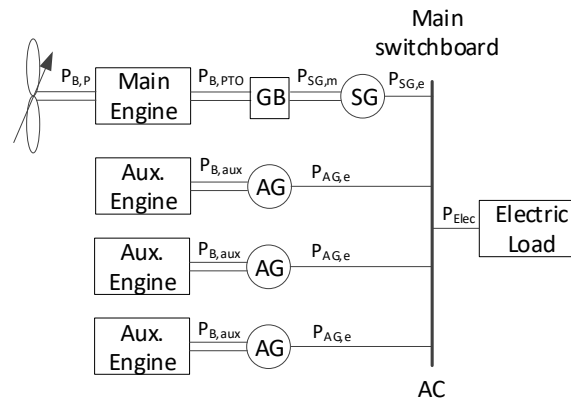 Main
switchboard
P_B,P
Main
Engine
P_B,PTO
GB
P_SG,m
SG
P_SG,e
Aux.
Engine
P_B,aux
AG
P_AG,e
P_Elec
Electric
Load
Aux.
Engine
P_B,aux
AG
P_AG,e
Aux.
Engine
P_B,aux
AG
P_AG,e
AC